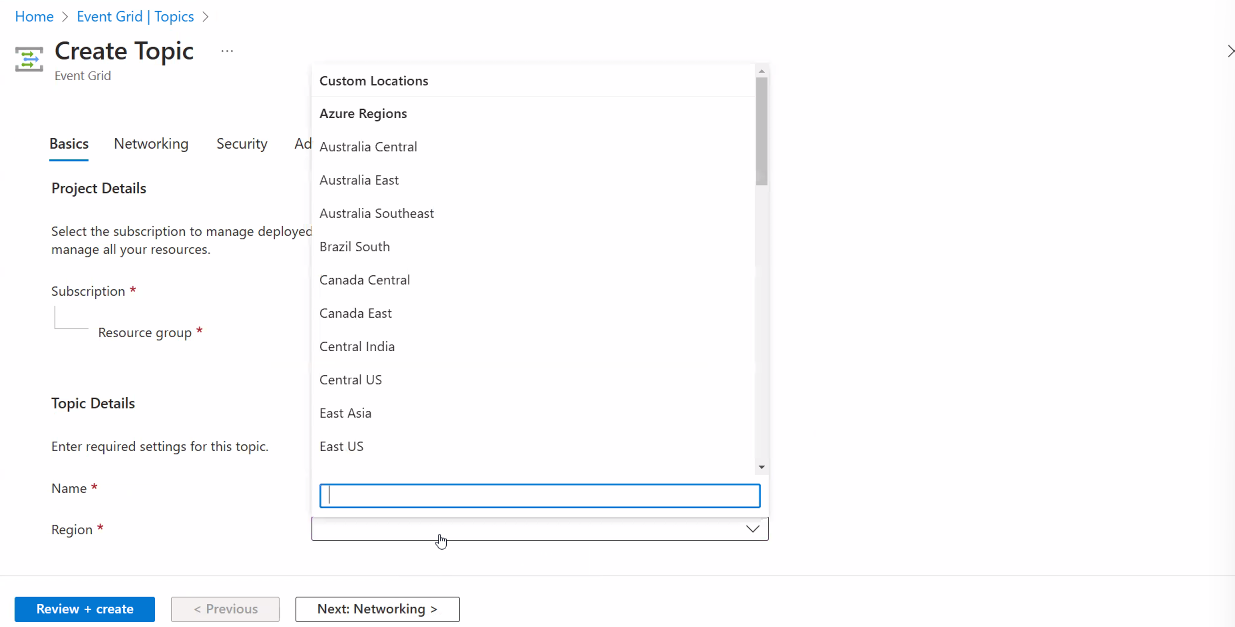 Home > Event Grid | Topics >
Create Topic ...
Event Grid
Basics Networking Security Ad
Project Details
Select the subscription to manage deployed
manage all your resources.
Subscription *
Resource group *
Topic Details
Enter required settings for this topic.
Name *
Region *
Custom Locations
Azure Regions
Australia Central
Australia East
Australia Southeast
Brazil South
Canada Central
Canada East
Central India
Central US
East Asia
East US
Review + create < Previous Next: Networking >